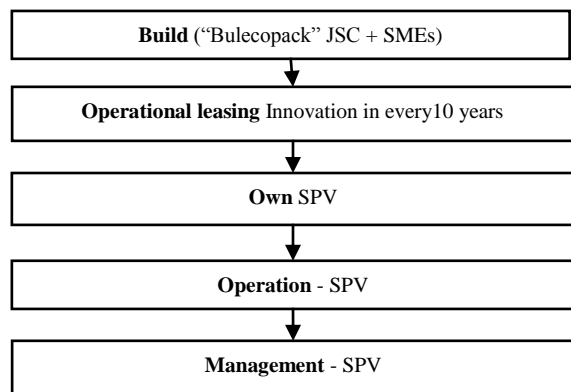 Build (“Bulecopack” JSC + SMEs)
Operational leasing Innovation in every10 years
Own SPV
Operation - SPV
Management - SPV